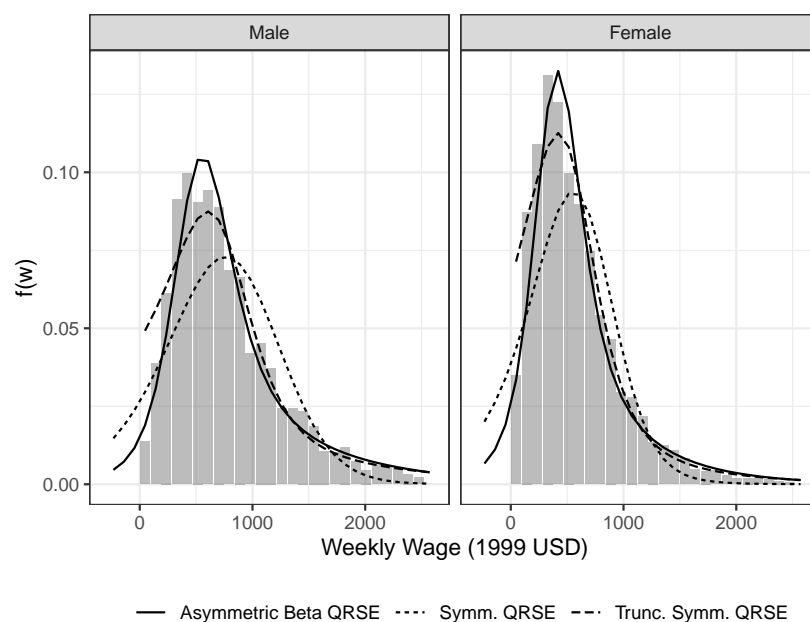 Male Female
0.10
0.05
0.00
f(w)
0 1000 2000 0 1000 2000
Weekly Wage (1999 USD)
Asymmetric Beta QRSE Symm. QRSE Trunc. Symm. QRSE